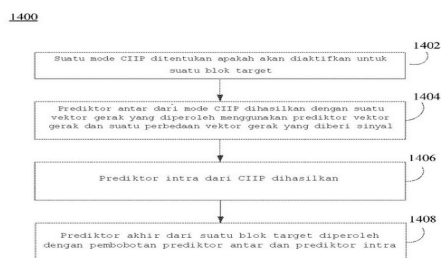 1400
1402
Suatu mode CIIP ditentukan apakah akan diaktifkan untuk
suatu blok target
1404
Prediktor antar dari mode CIIP dihasilkan dengan suatu
vektor gerak yang diperoleh menggunakan prediktor vektor
gerak dan suatu perbedaan vektor gerak yang diberi sinyal
1406
Prediktor intra dari CIIP dihasilkan
1408
Prediktor akhir dari suatu blok target diperoleh
dengan pembobotan prediktor antar dan prediktor intra